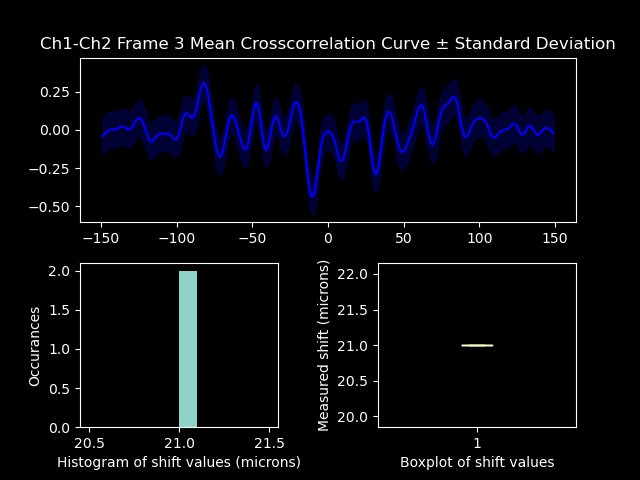 Ch1-Ch2 Frame 3 Mean Crosscorrelation Curve ± Standard Deviation
0.25
0.00
−0.25
−0.50
−150 −100 −50 0 50 100 150
2.0
1.5
1.0
0.5
0.0
Occurances
20.5 21.0 21.5
Histogram of shift values (microns)
22.0
21.5
21.0
20.5
20.0
Measured shift (microns)
1
Boxplot of shift values